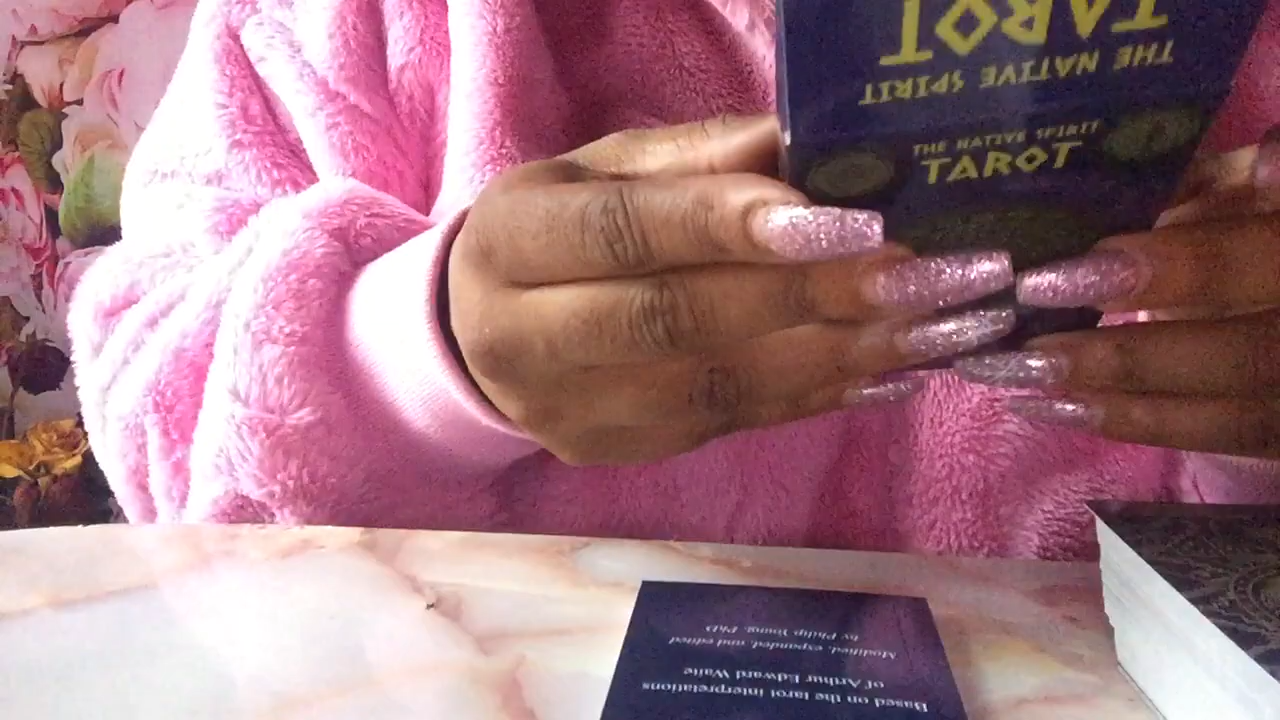 TAROT
THE NATIVE SPIRIT
THE NATIVE SPIRIT
TAROT
Based on the tarot interpretations
of Arthur Edward Waite
Modified, expanded, and edited
by Philip Young, PhD